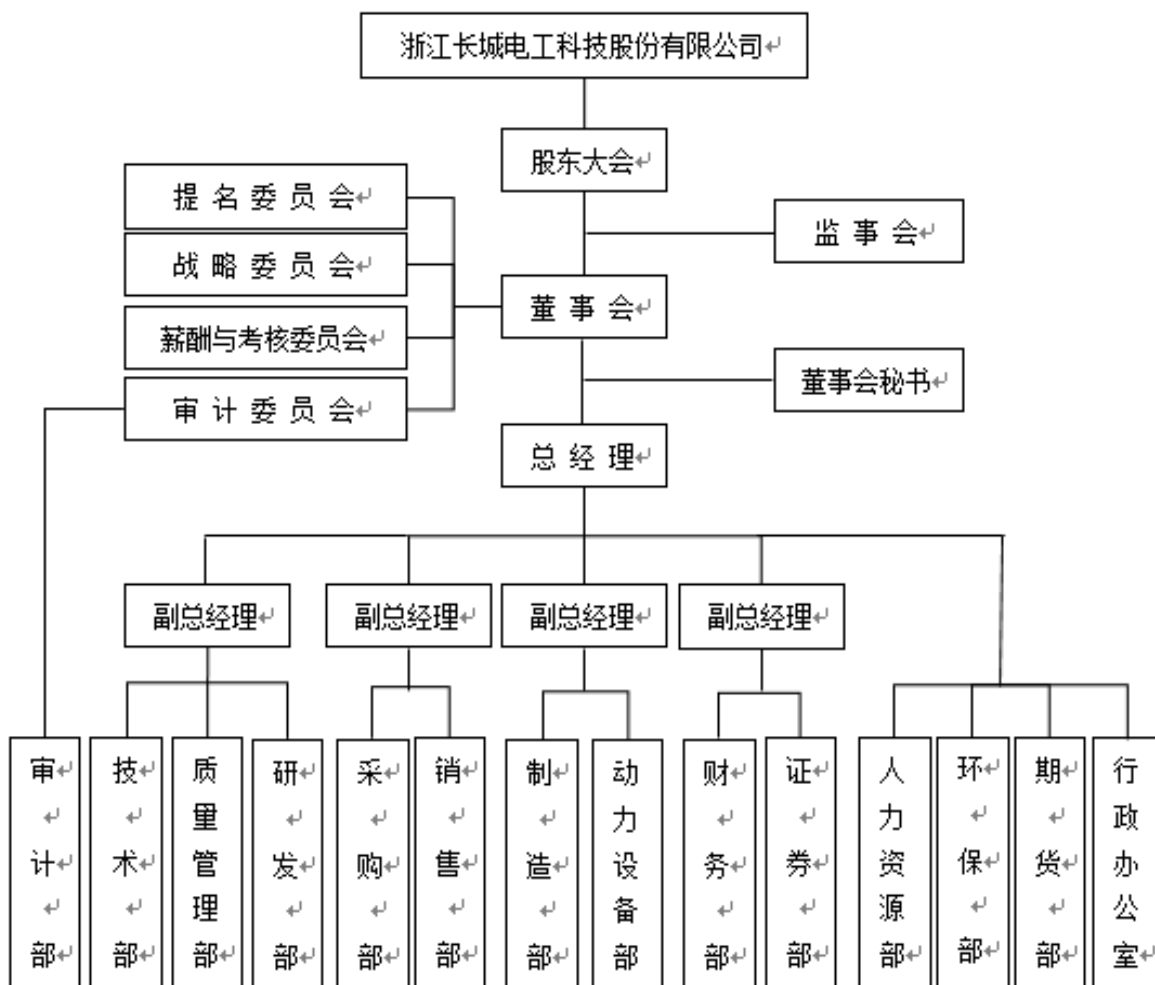 浙江长城电工科技股份有限公司
股东大会
提名委员会
监事会
战略委员会
董事会
薪酬与考核委员会
董事会秘书
审计委员会
总经理
副总经理
副总经理
副总经理
副总经理
审计部
技术部
质量管理部
研发部
采购部
销售部
制造部
动力设备部
财务部
证券部
人力资源部
环保部
期货部
行政办公室